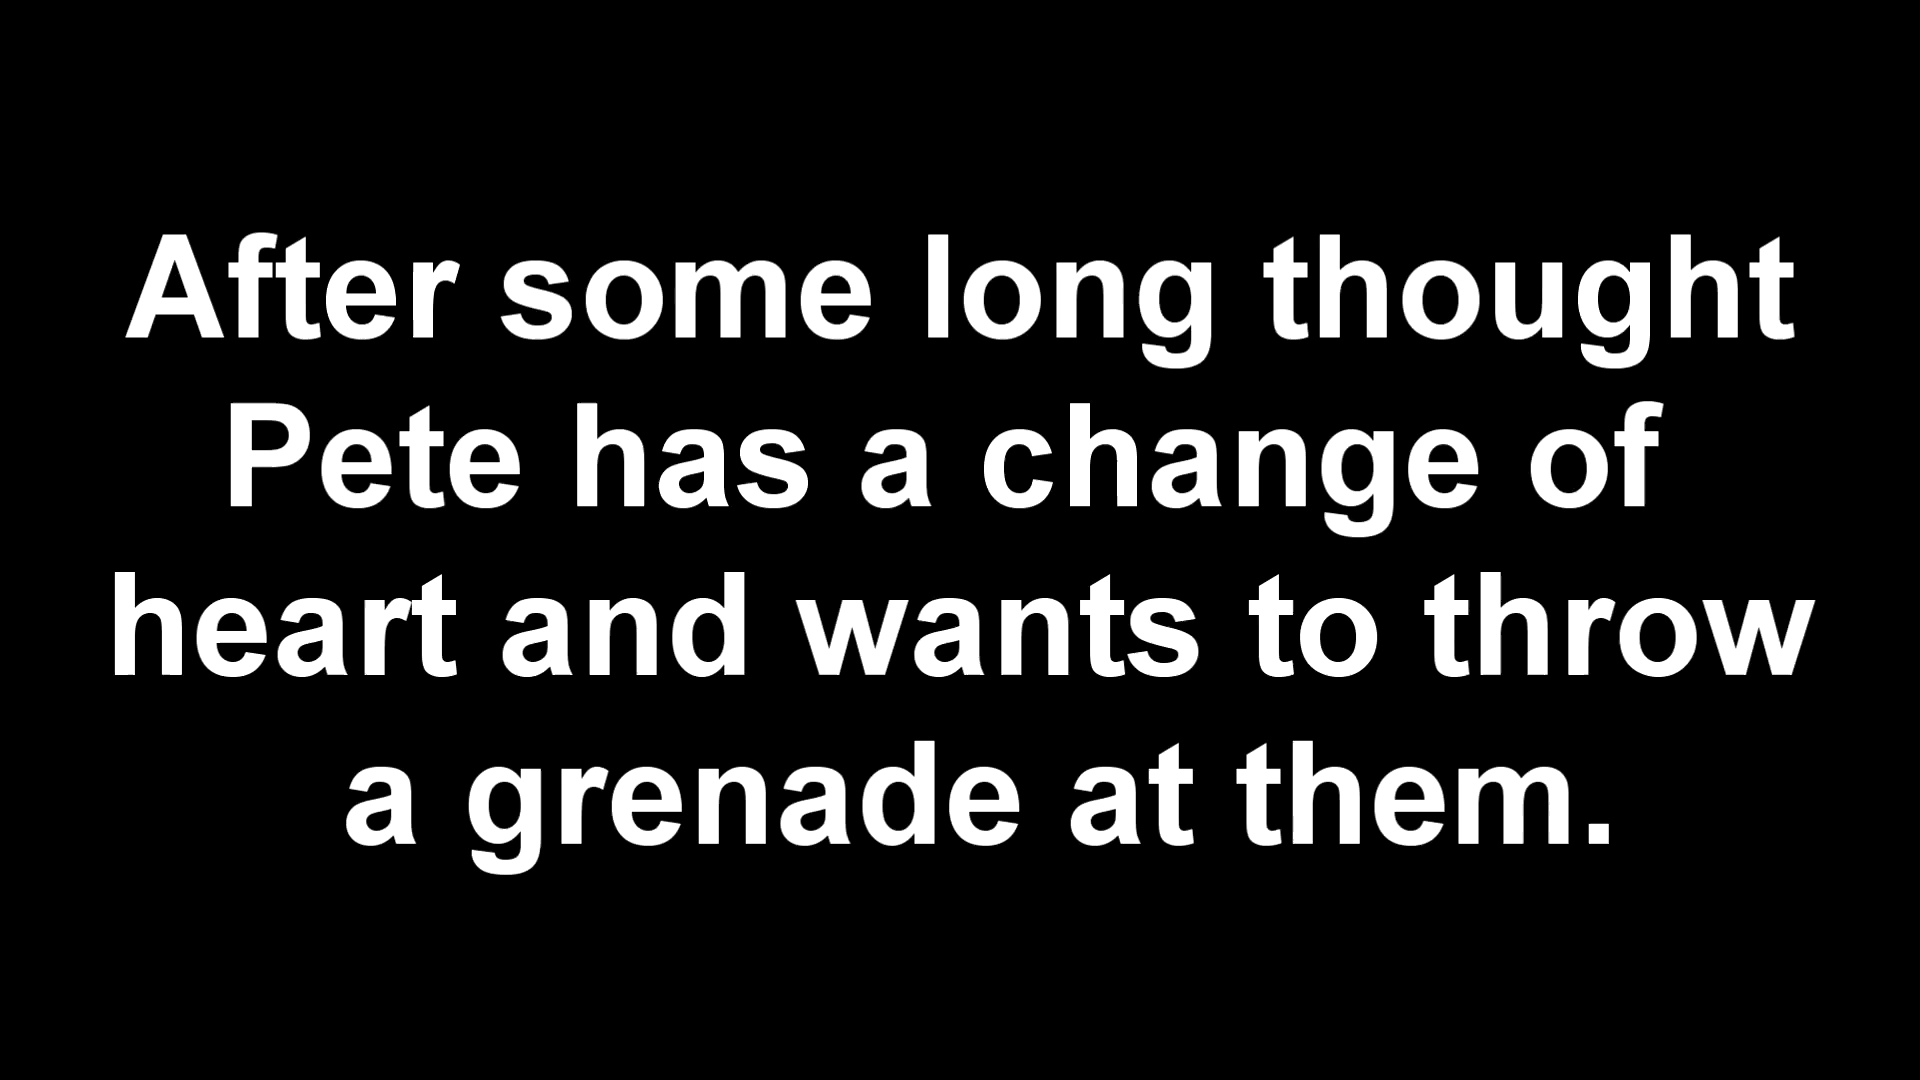 After some long thought
Pete has a change of
heart and wants to throw
a grenade at them.